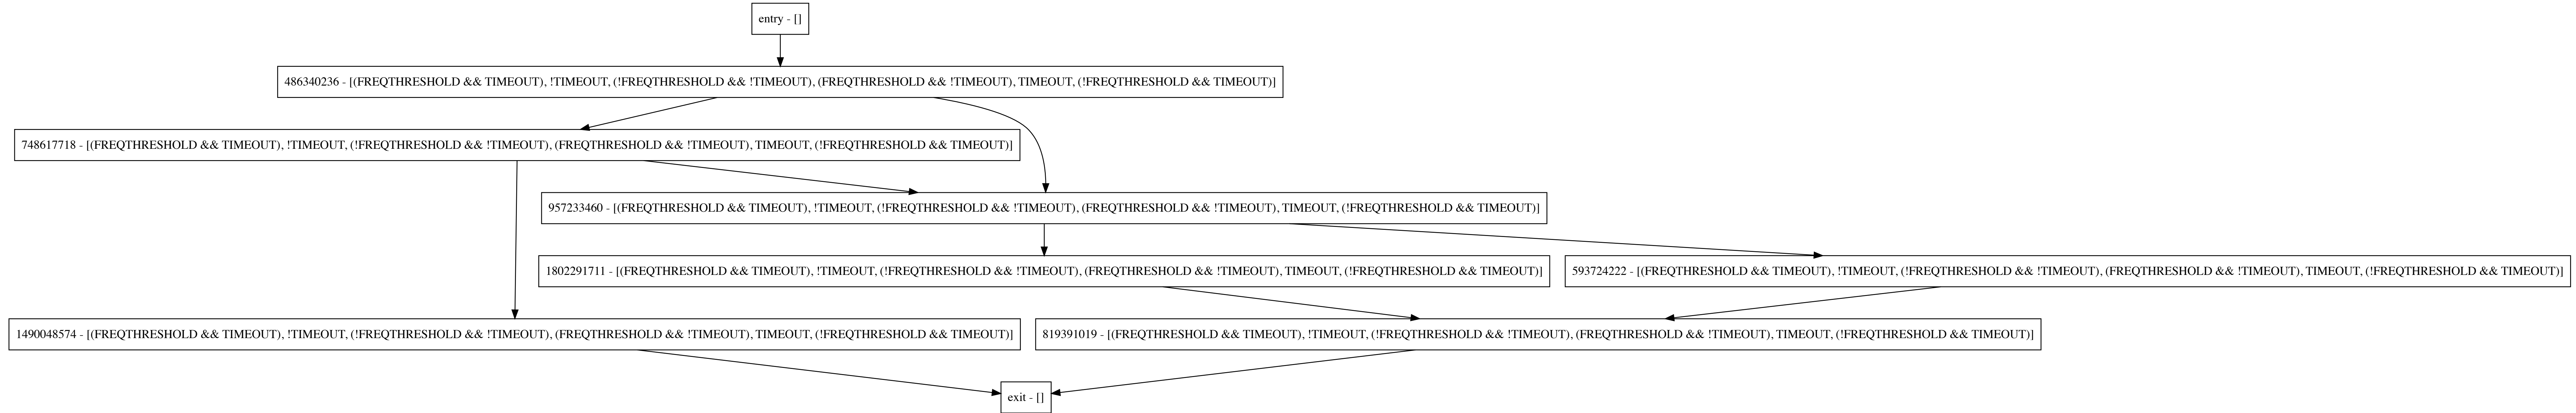 entry - []
486340236 - [(FREQTHRESHOLD && TIMEOUT), !TIMEOUT, (!FREQTHRESHOLD && !TIMEOUT), (FREQTHRESHOLD && !TIMEOUT), TIMEOUT, (!FREQTHRESHOLD && TIMEOUT)]
748617718 - [(FREQTHRESHOLD && TIMEOUT), !TIMEOUT, (!FREQTHRESHOLD && !TIMEOUT), (FREQTHRESHOLD && !TIMEOUT), TIMEOUT, (!FREQTHRESHOLD && TIMEOUT)]
957233460 - [(FREQTHRESHOLD && TIMEOUT), !TIMEOUT, (!FREQTHRESHOLD && !TIMEOUT), (FREQTHRESHOLD && !TIMEOUT), TIMEOUT, (!FREQTHRESHOLD && TIMEOUT)]
1802291711 - [(FREQTHRESHOLD && TIMEOUT), !TIMEOUT, (!FREQTHRESHOLD && !TIMEOUT), (FREQTHRESHOLD && !TIMEOUT), TIMEOUT, (!FREQTHRESHOLD && TIMEOUT)]
593724222 - [(FREQTHRESHOLD && TIMEOUT), !TIMEOUT, (!FREQTHRESHOLD && !TIMEOUT), (FREQTHRESHOLD && !TIMEOUT), TIMEOUT, (!FREQTHRESHOLD && TIMEOUT)]
1490048574 - [(FREQTHRESHOLD && TIMEOUT), !TIMEOUT, (!FREQTHRESHOLD && !TIMEOUT), (FREQTHRESHOLD && !TIMEOUT), TIMEOUT, (!FREQTHRESHOLD && TIMEOUT)]
819391019 - [(FREQTHRESHOLD && TIMEOUT), !TIMEOUT, (!FREQTHRESHOLD && !TIMEOUT), (FREQTHRESHOLD && !TIMEOUT), TIMEOUT, (!FREQTHRESHOLD && TIMEOUT)]
exit - []